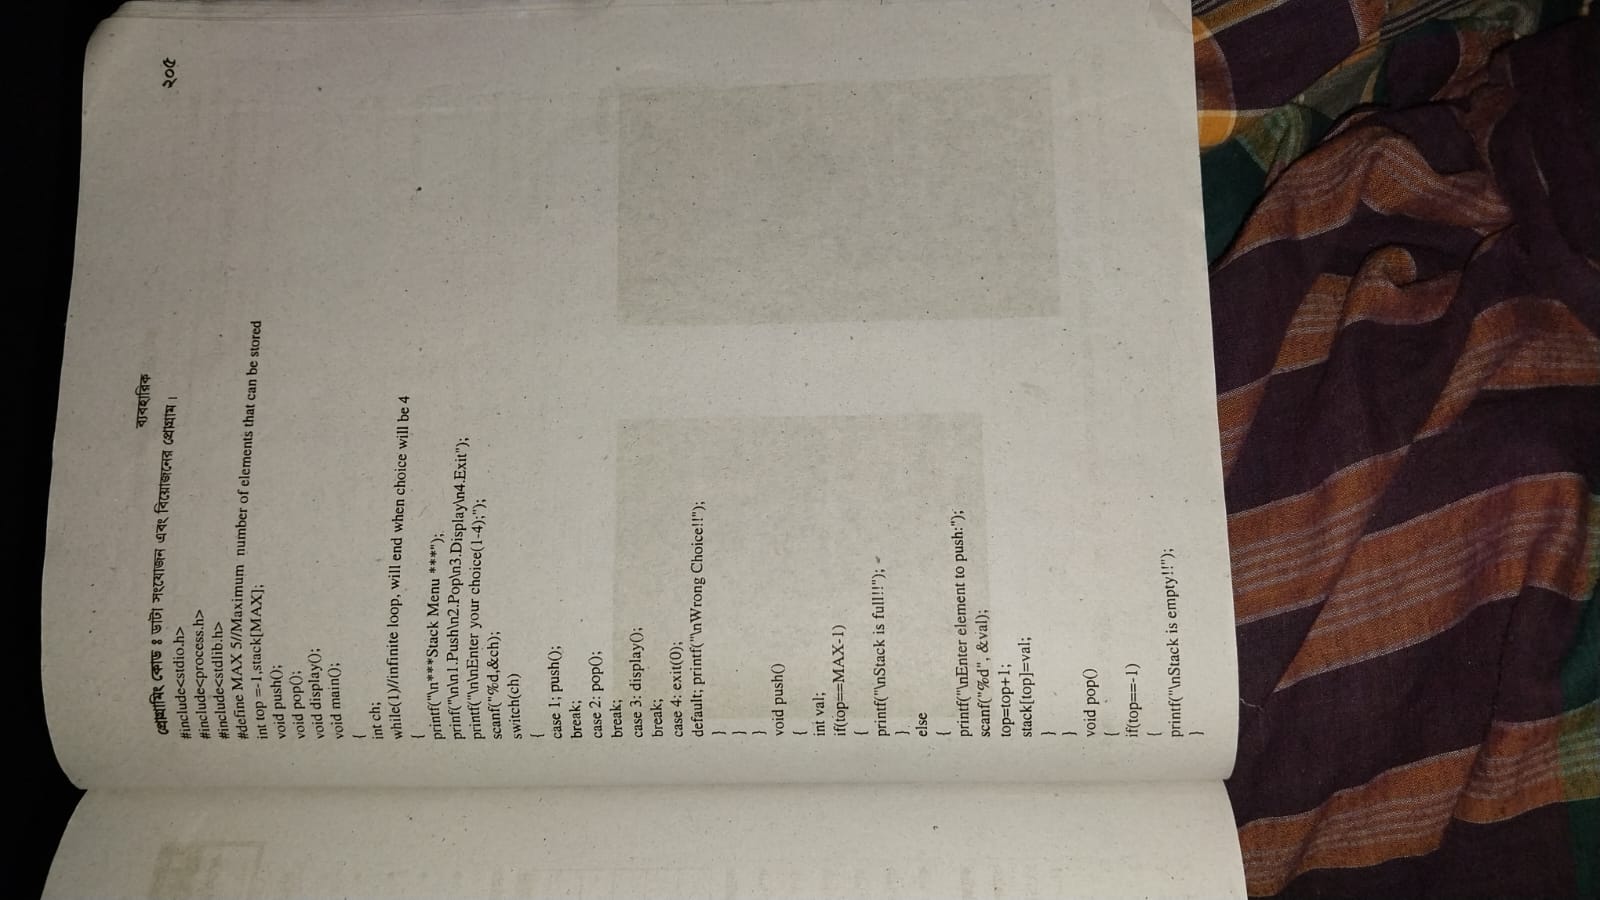 ব্যবহারিক
২০৫
প্রোগ্রামিং কোড ঃ ডাটা সংযোজন এবং বিয়োজনের প্রোগ্রাম।
#include<stdio.h>
#include<process.h>
#include<stdlib.h>
#define MAX 5//Maximum number of elements that can be stored
int top =-1,stack[MAX];
void push();
void pop();
void display();
void main();
{
int ch;
while(1)//infinite loop, will end when choice will be 4
{
printf("\n***Stack Menu ***");
prinf("\n\n1.Push\n2.Pop\n3.Display\n4.Exit");
printf("\n\nEnter your choice(1-4);");
scanf("%d,&ch);
switch(ch)
{
case 1; push();
break;
case 2; pop();
break;
case 3: display();
break;
case 4: exit(0);
default; printf("\nWrong Choice!!");
}
}
}
void push()
{
int val;
if(top==MAX-1)
{
printf("\nStack is full!!");
}
else
{
printf("\nEnter element to push:");
scanf("%d", &val);
top=top+1;
stack[top]=val;
}
}
void pop()
{
if(top==-1)
{
printf("\nStack is empty!!");
}